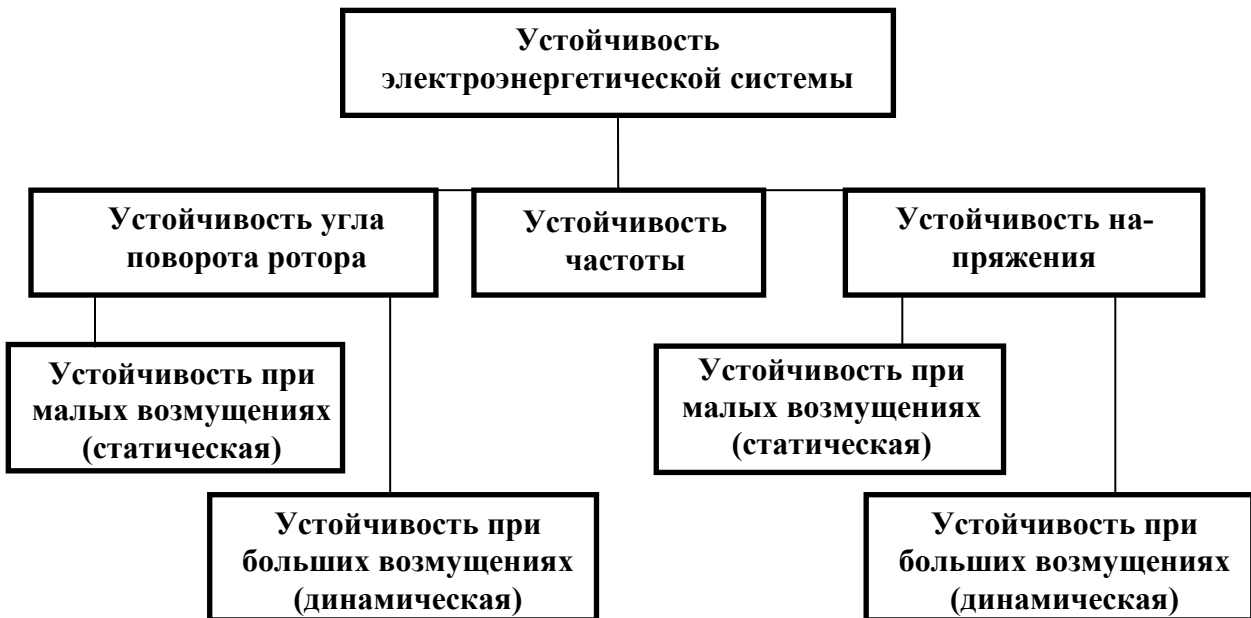 Устойчивость
электроэнергетической системы
Устойчивость угла
поворота ротора
Устойчивость
частоты
Устойчивость на-
пряжения
Устойчивость при
малых возмущениях
(статическая)
Устойчивость при
малых возмущениях
(статическая)
Устойчивость при
больших возмущениях
(динамическая)
Устойчивость при
больших возмущениях
(динамическая)